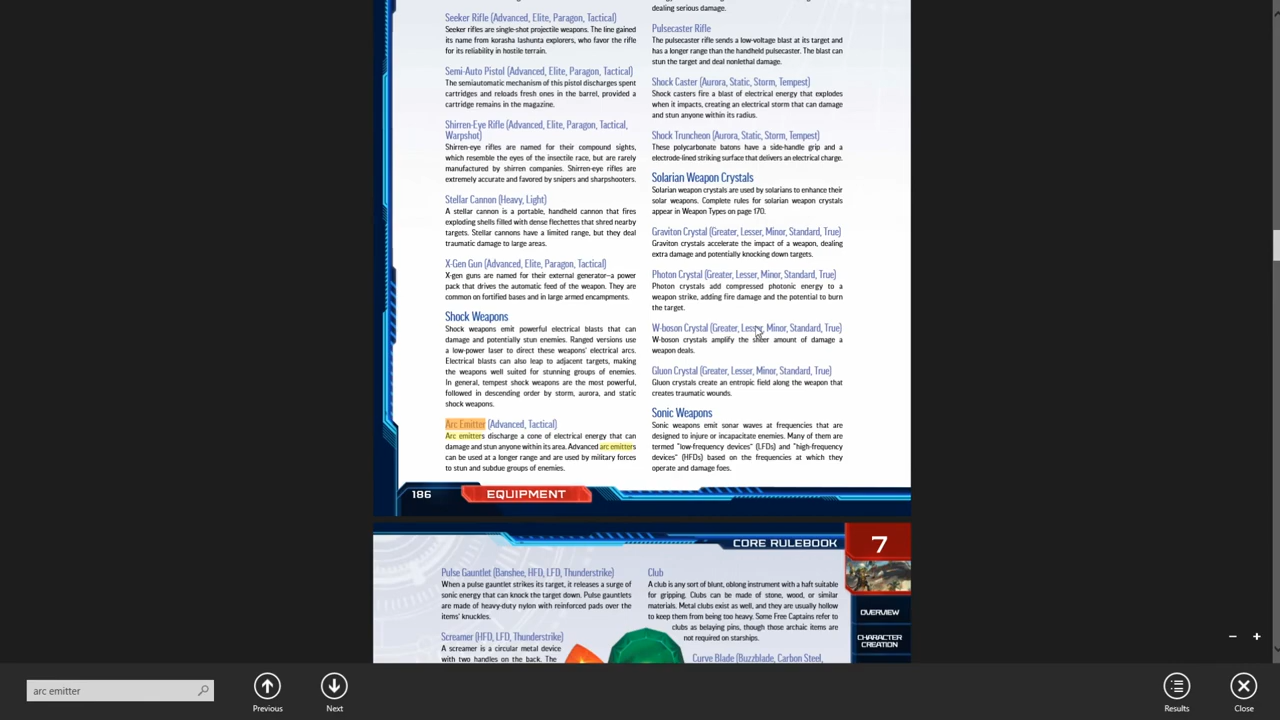 Seeker Rifle (Advanced, Elite, Paragon, Tactical)
Seeker rifles are single-shot projectile weapons. The line gained
its name from korasha lashunta explorers, who favor the rifle
for its reliability in hostile terrain.
Semi-Auto Pistol (Advanced, Elite, Paragon, Tactical)
The semiautomatic mechanism of this pistol discharges spent
cartridges and reloads fresh ones in the barrel, provided a
cartridge remains in the magazine.
Shirren-Eye Rifle (Advanced, Elite, Paragon, Tactical,
Warpshot)
Shirren-eye rifles are named for their compound sights,
which resemble the eyes of the insectile race, but are rarely
manufactured by shirren companies. Shirren-eye rifles are
extremely accurate and favored by snipers and sharpshooters.
Stellar Cannon (Heavy, Light)
A stellar cannon is a portable, handheld cannon that fires
exploding shells filled with dense flechettes that shred nearby
targets. Stellar cannons have a limited range, but they deal
traumatic damage to large areas.
X-Gen Gun (Advanced, Elite, Paragon, Tactical)
X-gen guns are named for their external generator—a power
pack that drives the automatic feed of the weapon. They are
common on fortified bases and in large armed encampments.
Shock Weapons
Shock weapons emit powerful electrical blasts that can
damage and potentially stun enemies. Ranged versions use
a low-power laser to direct these weapons' electrical arcs.
Electrical blasts can also leap to adjacent targets, making
the weapons well suited for stunning groups of enemies.
In general, tempest shock weapons are the most powerful,
followed in descending order by storm, aurora, and static
shock weapons.
Arc Emitter (Advanced, Tactical)
Arc emitters discharge a cone of electrical energy that can
damage and stun anyone within its area. Advanced arc emitters
can be used at a longer range and are used by military forces
to stun and subdue groups of enemies.
dealing serious damage.
Pulsecaster Rifle
The pulsecaster rifle sends a low-voltage blast at its target and
has a longer range than the handheld pulsecaster. The blast can
stun the target and deal nonlethal damage.
Shock Caster (Aurora, Static, Storm, Tempest)
Shock casters fire a blast of electrical energy that explodes
when it impacts, creating an electrical storm that can damage
and stun anyone within its radius.
Shock Truncheon (Aurora, Static, Storm, Tempest)
These polycarbonate batons have a side-handle grip and a
electrode-lined striking surface that delivers an electrical charge.
Solarian Weapon Crystals
Solarian weapon crystals are used by solarians to enhance their
solar weapons. Complete rules for solarian weapon crystals
appear in Weapon Types on page 170.
Graviton Crystal (Greater, Lesser, Minor, Standard, True)
Graviton crystals accelerate the impact of a weapon, dealing
extra damage and potentially knocking down targets.
Photon Crystal (Greater, Lesser, Minor, Standard, True)
Photon crystals add compressed photonic energy to a
weapon strike, adding fire damage and the potential to burn
the target.
W-boson Crystal (Greater, Lesser, Minor, Standard, True)
W-boson crystals amplify the sheer amount of damage a
weapon deals.
Gluon Crystal (Greater, Lesser, Minor, Standard, True)
Gluon crystals create an entropic field along the weapon that
creates traumatic wounds.
Sonic Weapons
Sonic weapons emit sonar waves at frequencies that are
designed to injure or incapacitate enemies. Many of them are
termed "low-frequency devices" (LFDs) and "high-frequency
devices" (HFDs) based on the frequencies at which they
operate and damage foes.
186
EQUIPMENT
CORE RULEBOOK
7
Pulse Gauntlet (Banshee, HFD, LFD, Thunderstrike)
When a pulse gauntlet strikes its target, it releases a surge of
sonic energy that can knock the target down. Pulse gauntlets
are made of heavy-duty nylon with reinforced pads over the
items' knuckles.
Screamer (HFD, LFD, Thunderstrike)
A screamer is a circular metal device
with two handles on the back. The
Club
A club is any sort of blunt, oblong instrument with a haft suitable
for gripping. Clubs can be made of stone, wood, or similar
materials. Metal clubs exist as well, and they are usually hollow
to keep them from being too heavy. Some Free Captains refer to
clubs as belaying pins, though those archaic items are
not required on starships.
Curve Blade (Buzzblade, Carbon Steel,
OVERVIEW
CHARACTER
CREATION
arc emitter
Previous
Next
Results
Close